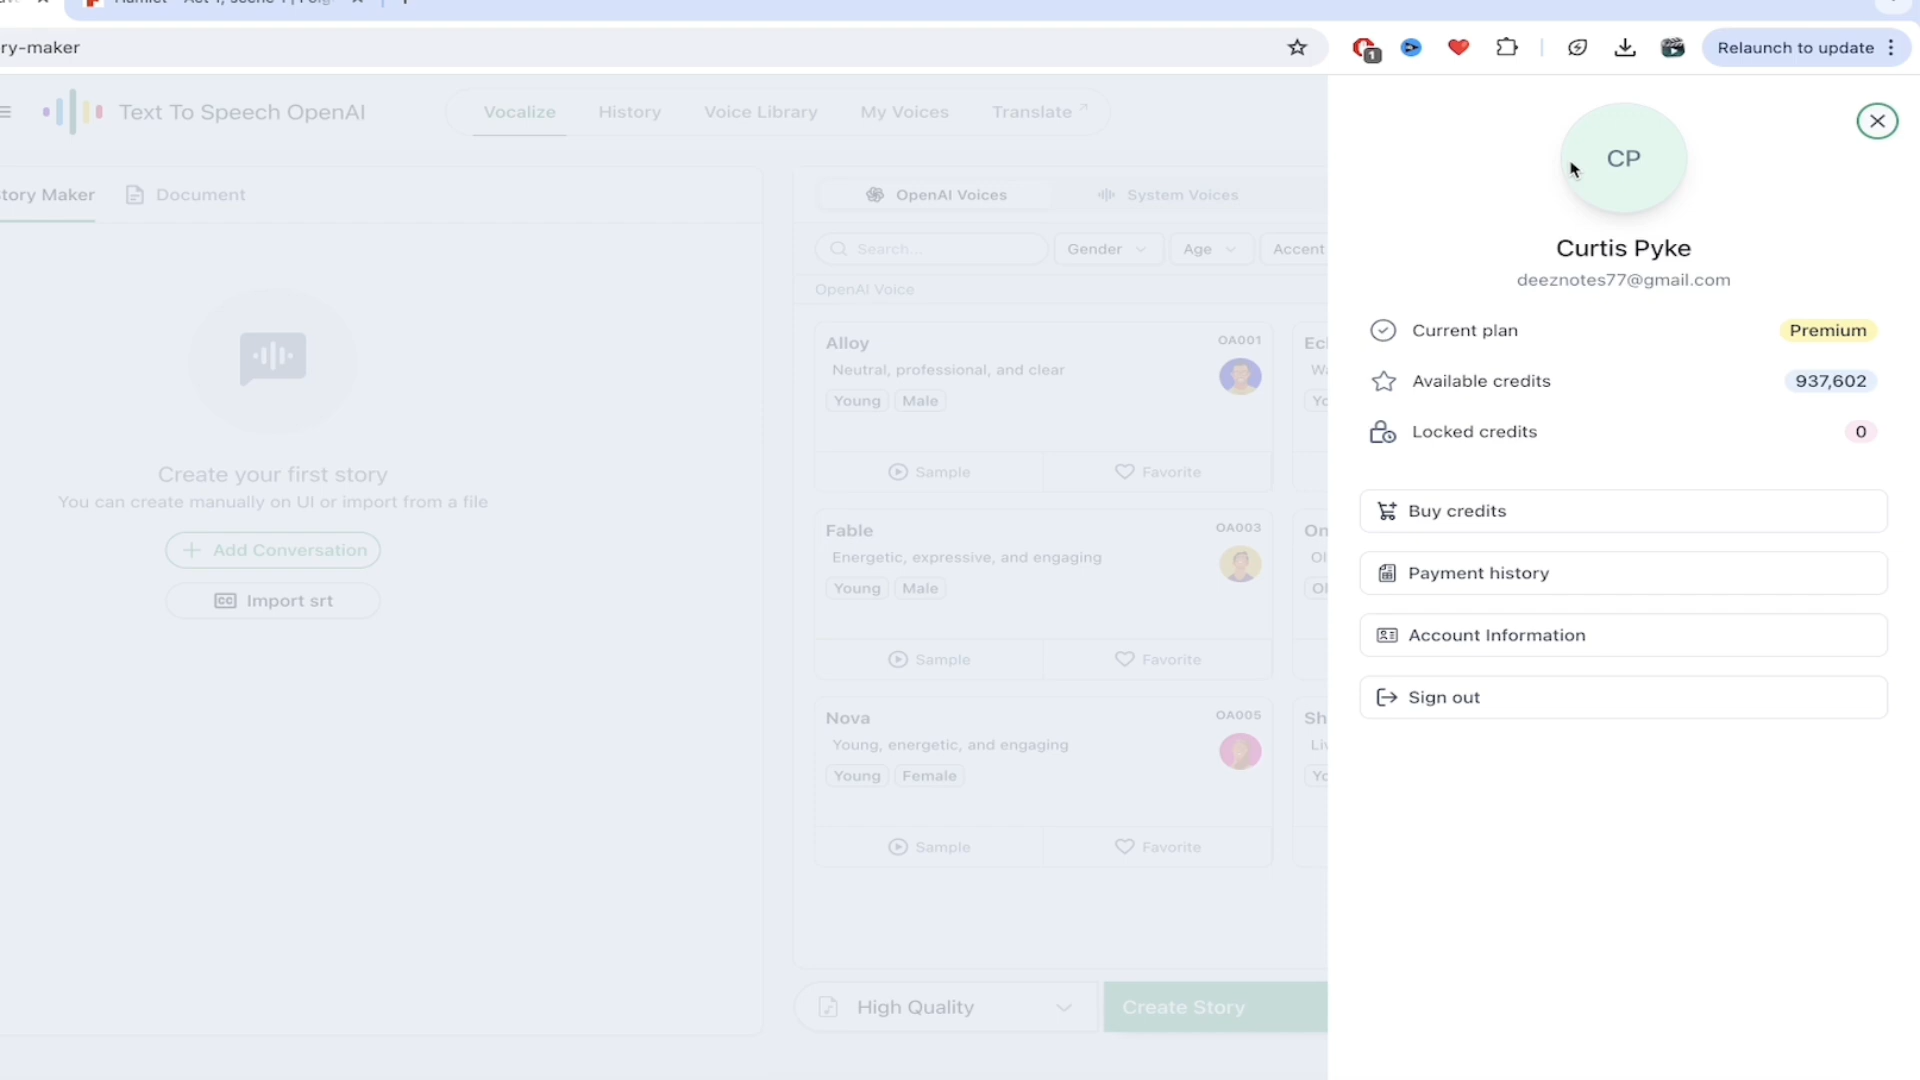 ry-maker
1
Relaunch to update
Text To Speech OpenAI
Vocalize
History
Voice Library
My Voices
Translate
tory Maker
Document
OpenAI Voices
System Voices
Search...
Gender
Age
Accent
OpenAI Voice
Create your first story
You can create manually on UI or import from a file
+ Add Conversation
CC Import srt
Alloy
OA001
Neutral, professional, and clear
Young
Male
Sample
Favorite
Fable
OA003
Energetic, expressive, and engaging
Young
Male
Sample
Favorite
Nova
OA005
Young, energetic, and engaging
Young
Female
Sample
Favorite
High Quality
Create Story
CP
Curtis Pyke
deeznotes77@gmail.com
Current plan
Premium
Available credits
937,602
Locked credits
0
Buy credits
Payment history
Account Information
Sign out